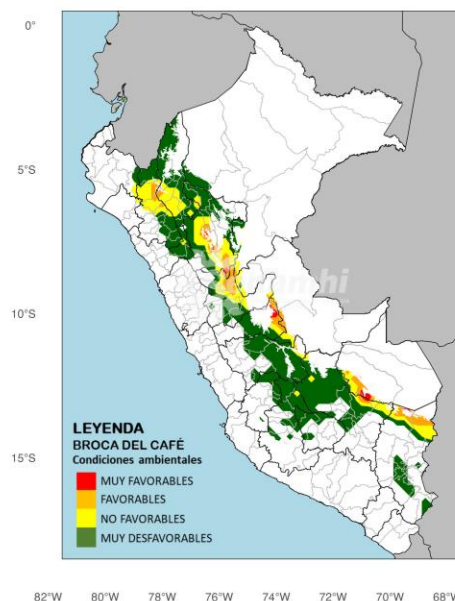 0°
5°S
10°S
15°S
LEYENDA
BROCA DEL CAFÉ
Condiciones ambientales
MUY FAVORABLES
FAVORABLES
NO FAVORABLES
MUY DESFAVORABLES
82°W 80°W 78°W 76°W 74°W 72°W 70°W 68°W